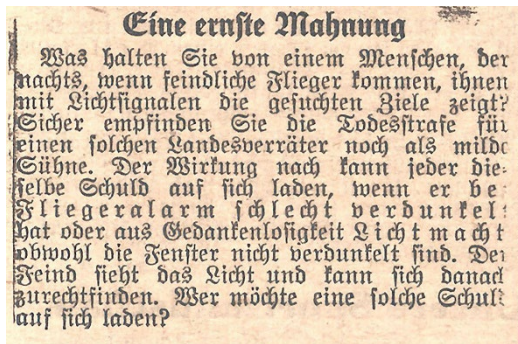 Eine ernste Mahnung
Was halten Sie von einem Menschen, der
nachts, wenn feindliche Flieger kommen, ihnen
mit Lichtsignalen die gesuchten Ziele zeigt?
Sicher empfinden Sie die Todesstrafe für
einen solchen Landesverräter noch als milde
Sühne. Der Wirkung nach kann jeder die-
selbe Schuld auf sich laden, wenn er be
Fliegeralarm schlecht verdunkelt
hat oder aus Gedankenlosigkeit Licht macht
obwohl die Fenster nicht verdunkelt sind. Der
Feind sieht das Licht und kann sich danach
zurechtfinden. Wer möchte eine solche Schul
auf sich laden?